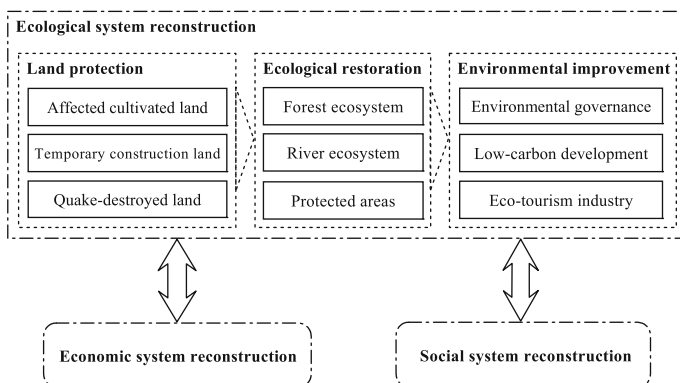 Ecological system reconstruction
Land protection
Affected cultivated land
Temporary construction land
Quake-destroyed land
Ecological restoration
Forest ecosystem
River ecosystem
Protected areas
Environmental improvement
Environmental governance
Low-carbon development
Eco-tourism industry
Economic system reconstruction
Social system reconstruction